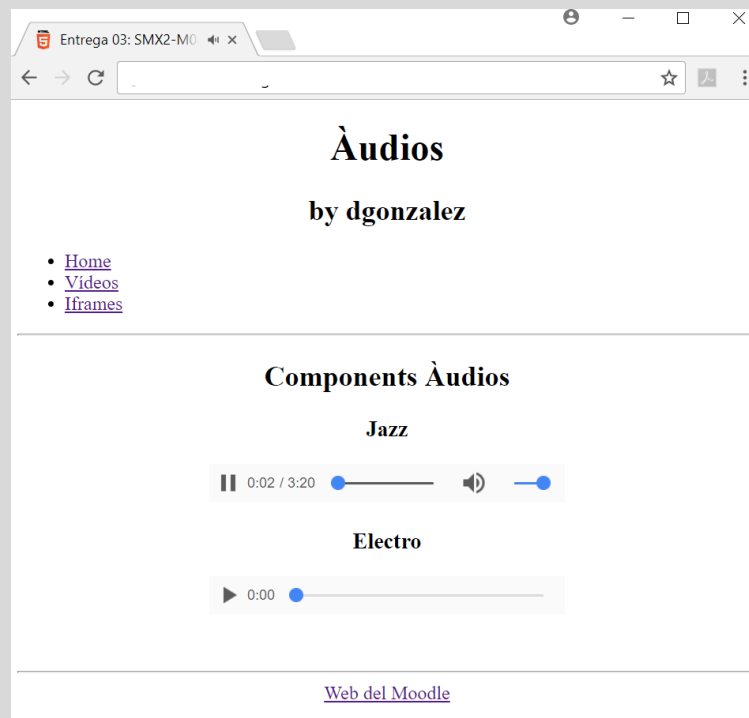 Entrega 03: SMX2-M0
Àudios
by dgonzalez
Home
Vídeos
Iframes
Components Àudios
Jazz
0:02 / 3:20
Electro
0:00
Web del Moodle